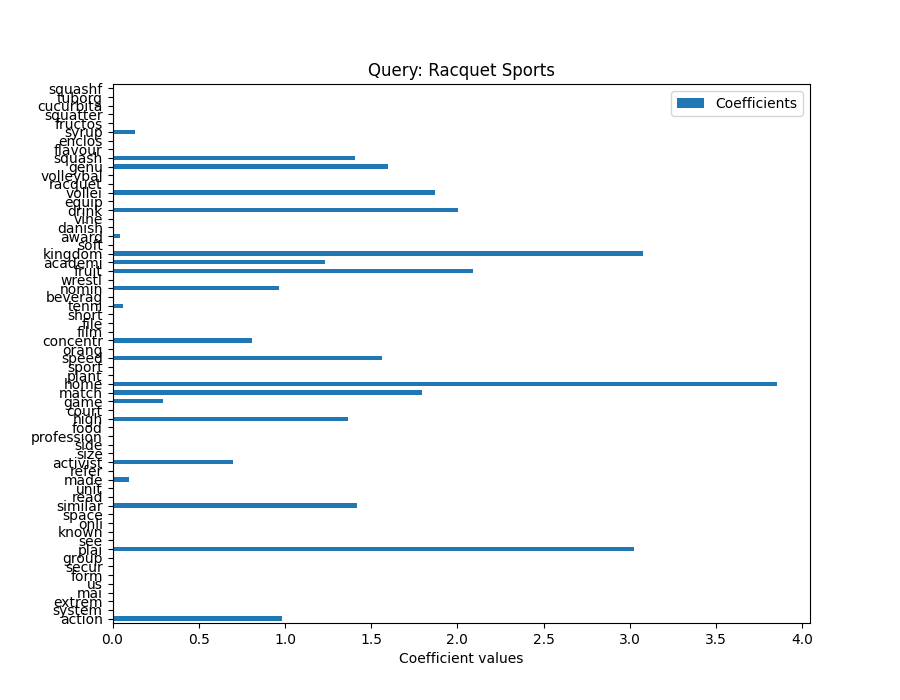 Query: Racquet Sports
Coefficients
squashf
tuborg
cucurbita
squatter
fructos
syrup
enclos
flavour
squash
genu
volleybal
racquet
vollei
equip
drink
vine
danish
award
soft
kingdom
academi
fruit
wrestl
nomin
beverag
tenni
short
file
film
concentr
orang
speed
sport
plant
home
match
game
court
high
food
profession
side
size
activist
refer
made
unit
read
similar
space
onli
known
see
plai
group
secur
form
us
mai
extrem
system
action
0.0 0.5 1.0 1.5 2.0 2.5 3.0 3.5 4.0
Coefficient values